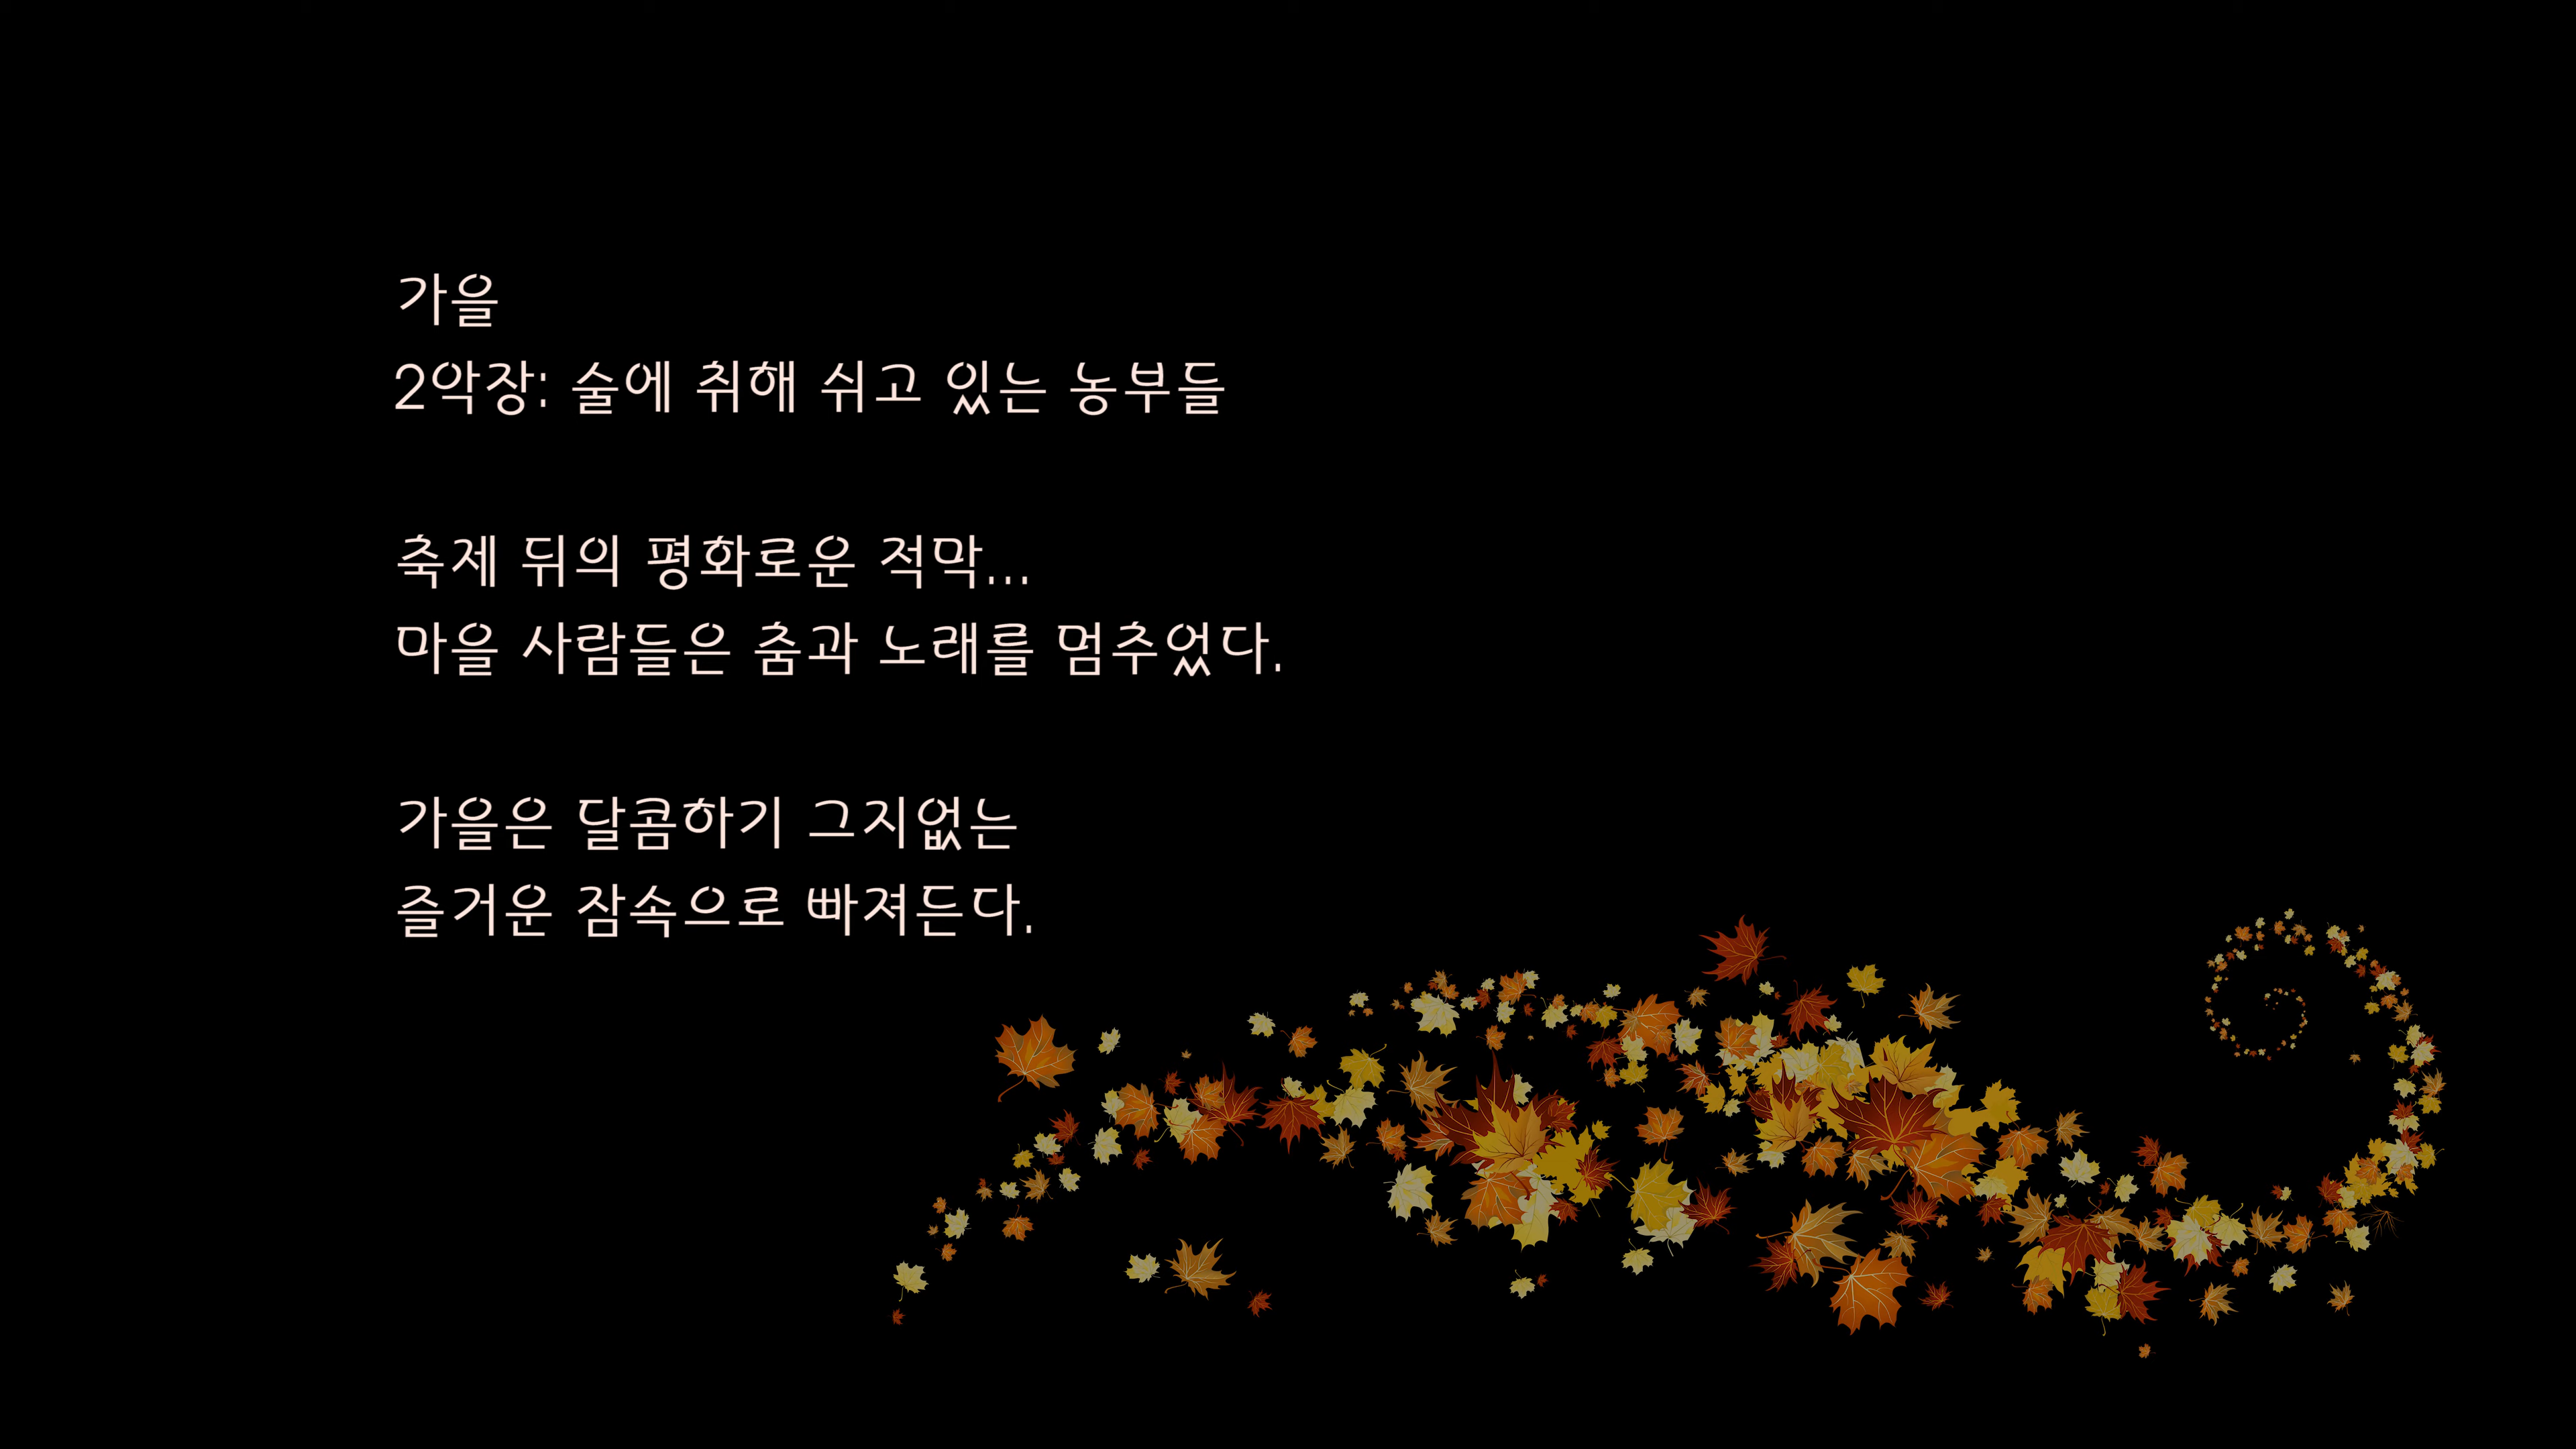 가을
2악장: 술에 취해 쉬고 있는 농부들
축제 뒤의 평화로운 적막...
마을 사람들은 춤과 노래를 멈추었다.
가을은 달콤하기 그지없는
즐거운 잠속으로 빠져든다.